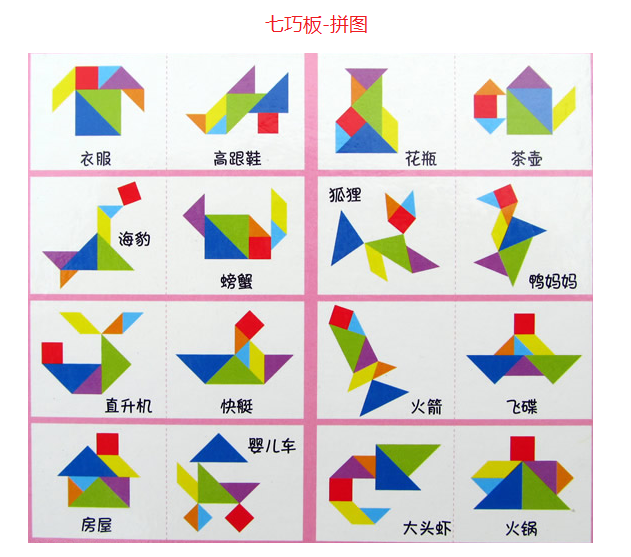 七巧板-拼图
衣服
高跟鞋
花瓶
茶壶
海豹
螃蟹
狐狸
鸭妈妈
直升机
快艇
火箭
飞碟
房屋
婴儿车
大头虾
火锅